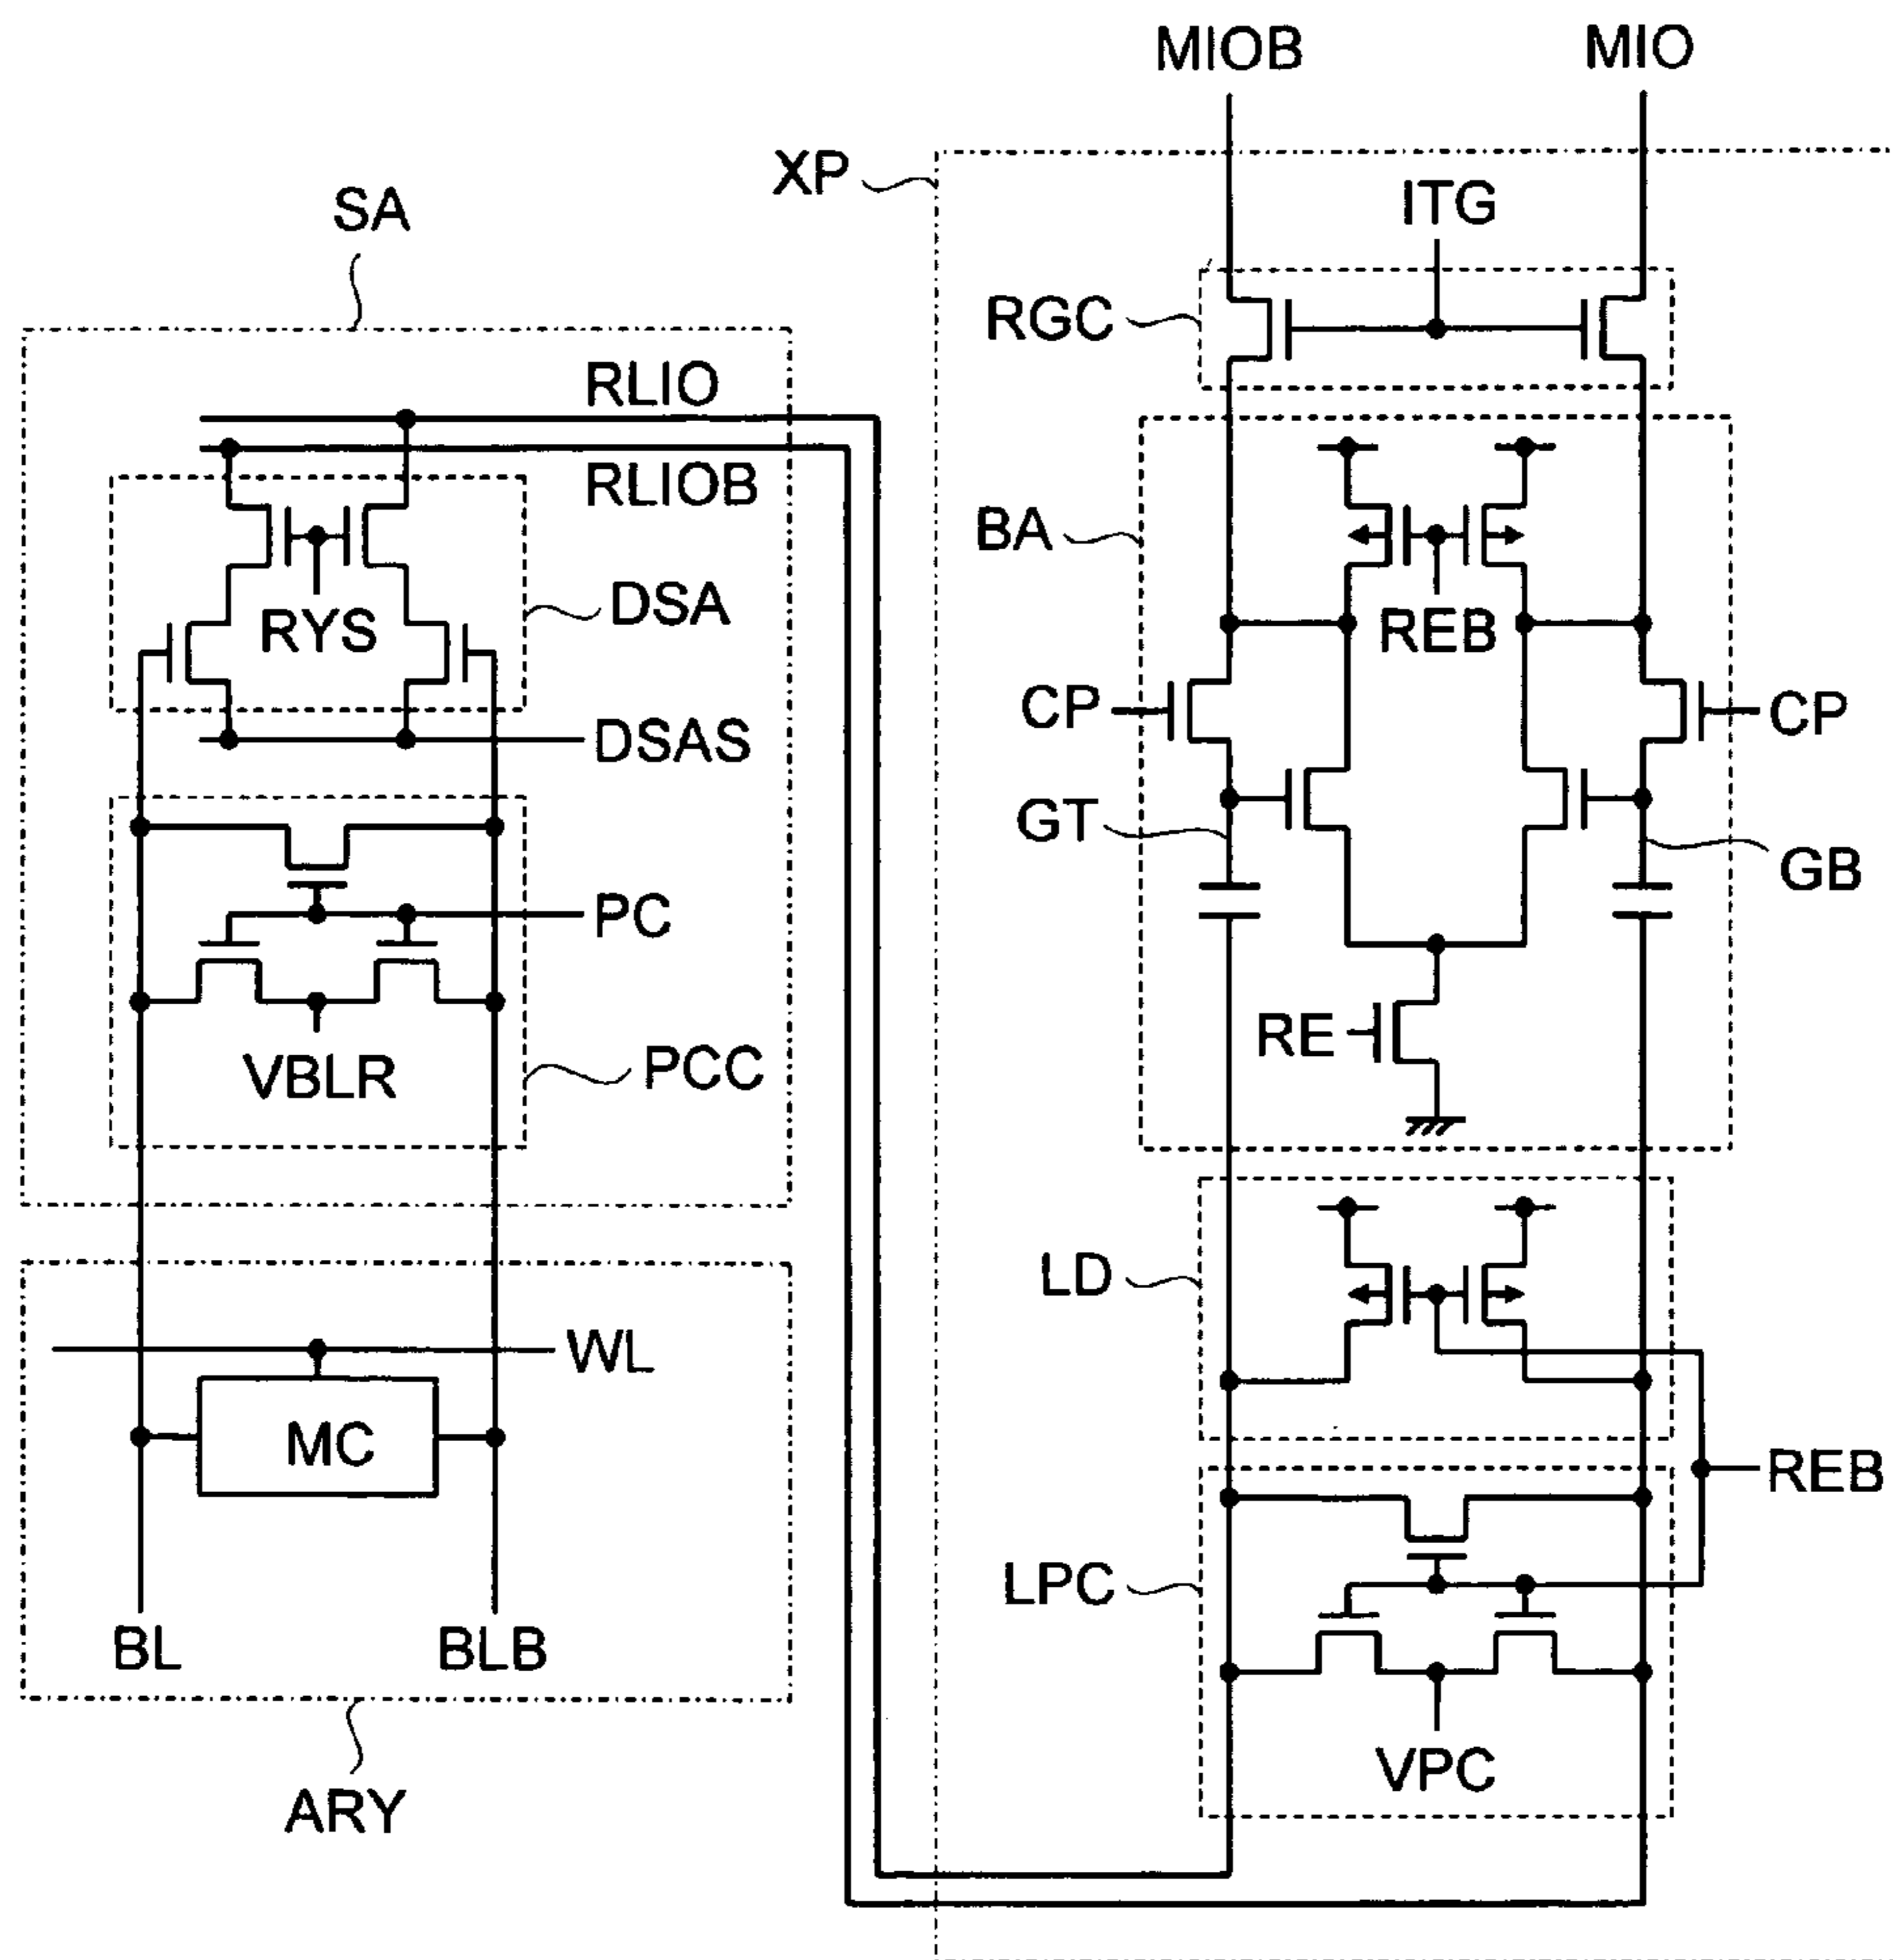 MIOB MIO
XP
ITG
SA
RGC
RLIO
RLIOB
BA
DSA
RYS
REB
CP CP
DSAS
GT
GB
PC
RE
VBLR PCC
LD
WL
MC
REB
LPC
BL BLB
VPC
ARY